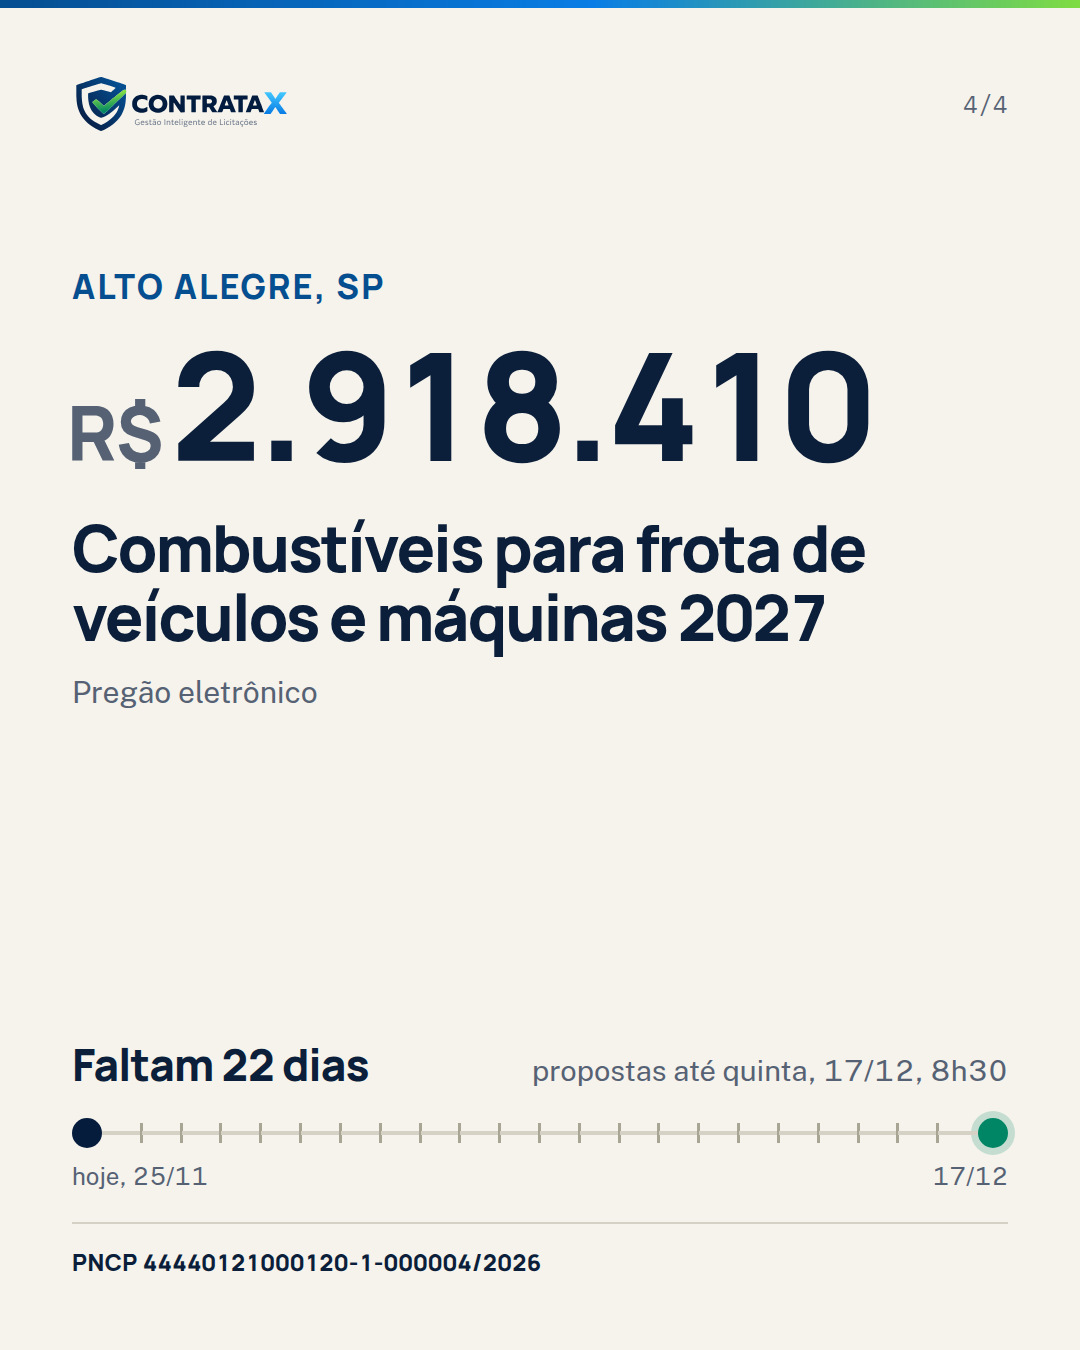 CONTRATAX
Gestão Inteligente de Licitações
4/4
ALTO ALEGRE, SP
R$ 2.918.410
Combustíveis para frota de
veículos e máquinas 2027
Pregão eletrônico
Faltam 22 dias
propostas até quinta, 17/12, 8h30
hoje, 25/11
17/12
PNCP 44440121000120-1-000004/2026